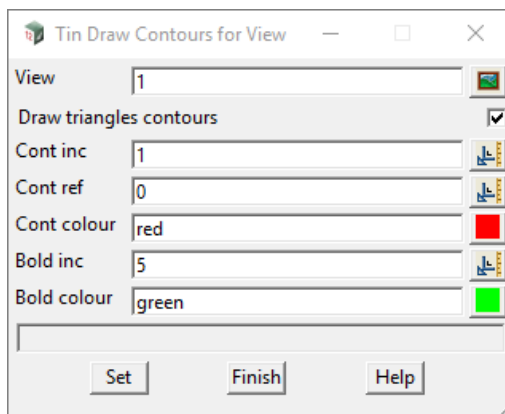 Tin Draw Contours for View
View 1
Draw triangles contours
Cont inc 1
Cont ref 0
Cont colour red
Bold inc 5
Bold colour green
Set Finish Help